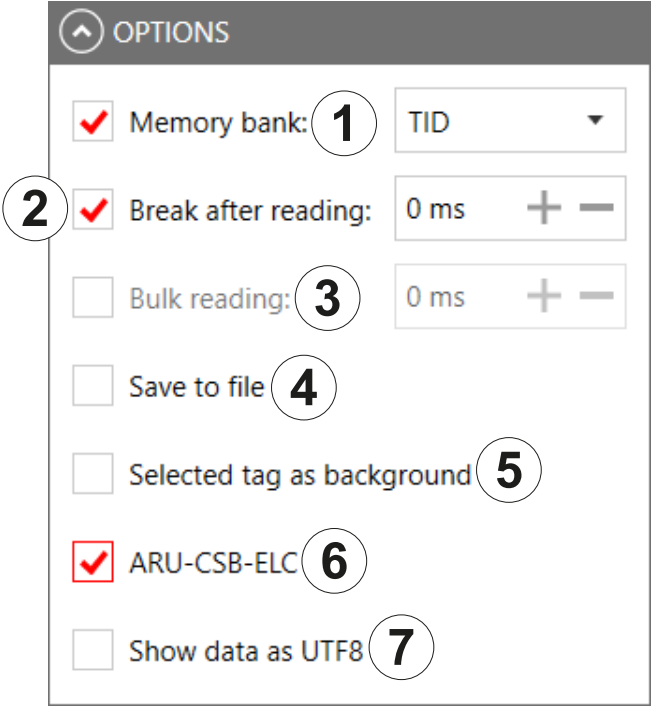 OPTIONS
Memory bank: 1 TID
2 Break after reading: 0 ms
Bulk reading: 3 0 ms
Save to file 4
Selected tag as background 5
ARU-CSB-ELC 6
Show data as UTF8 7